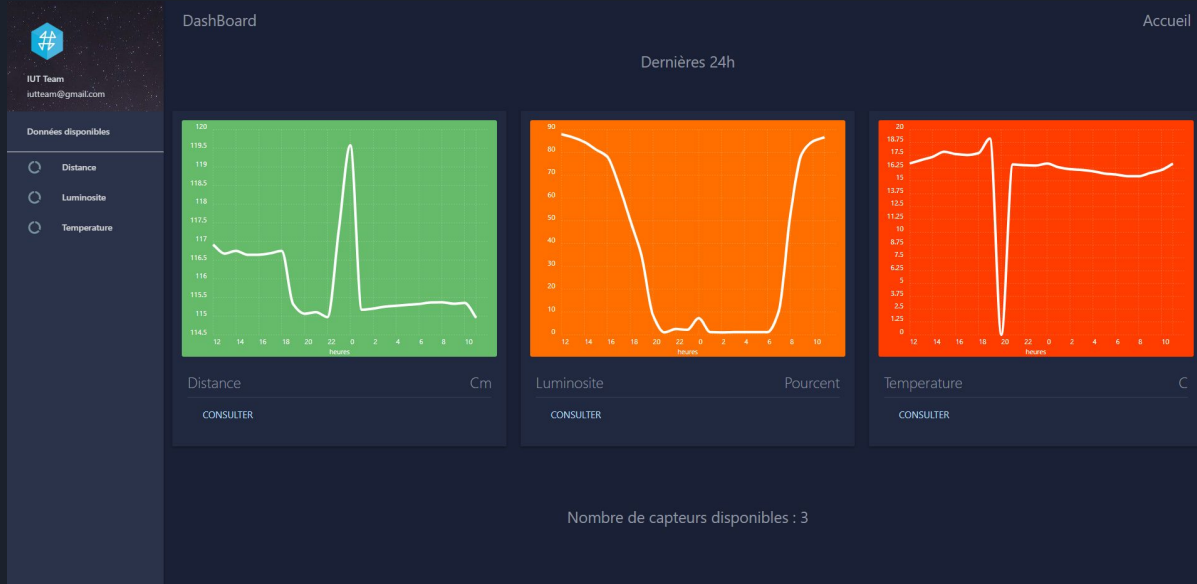 DashBoard
Accueil
IUT Team
iutteam@gmail.com
Données disponibles
Distance
Luminosite
Temperature
Dernières 24h
120
119.5
119
118.5
118
117.5
117
116.5
116
115.5
115
114.5
12 14 16 18 20 22 0 2 4 6 8 10
heures
Distance Cm
CONSULTER
90
80
70
60
50
40
30
20
10
0
12 14 16 18 20 22 0 2 4 6 8 10
heures
Luminosite Pourcent
CONSULTER
20
18.75
17.5
16.25
15
13.75
12.5
11.25
10
8.75
7.5
6.25
5
3.75
2.5
1.25
0
12 14 16 18 20 22 0 2 4 6 8 10
heures
Temperature C
CONSULTER
Nombre de capteurs disponibles : 3